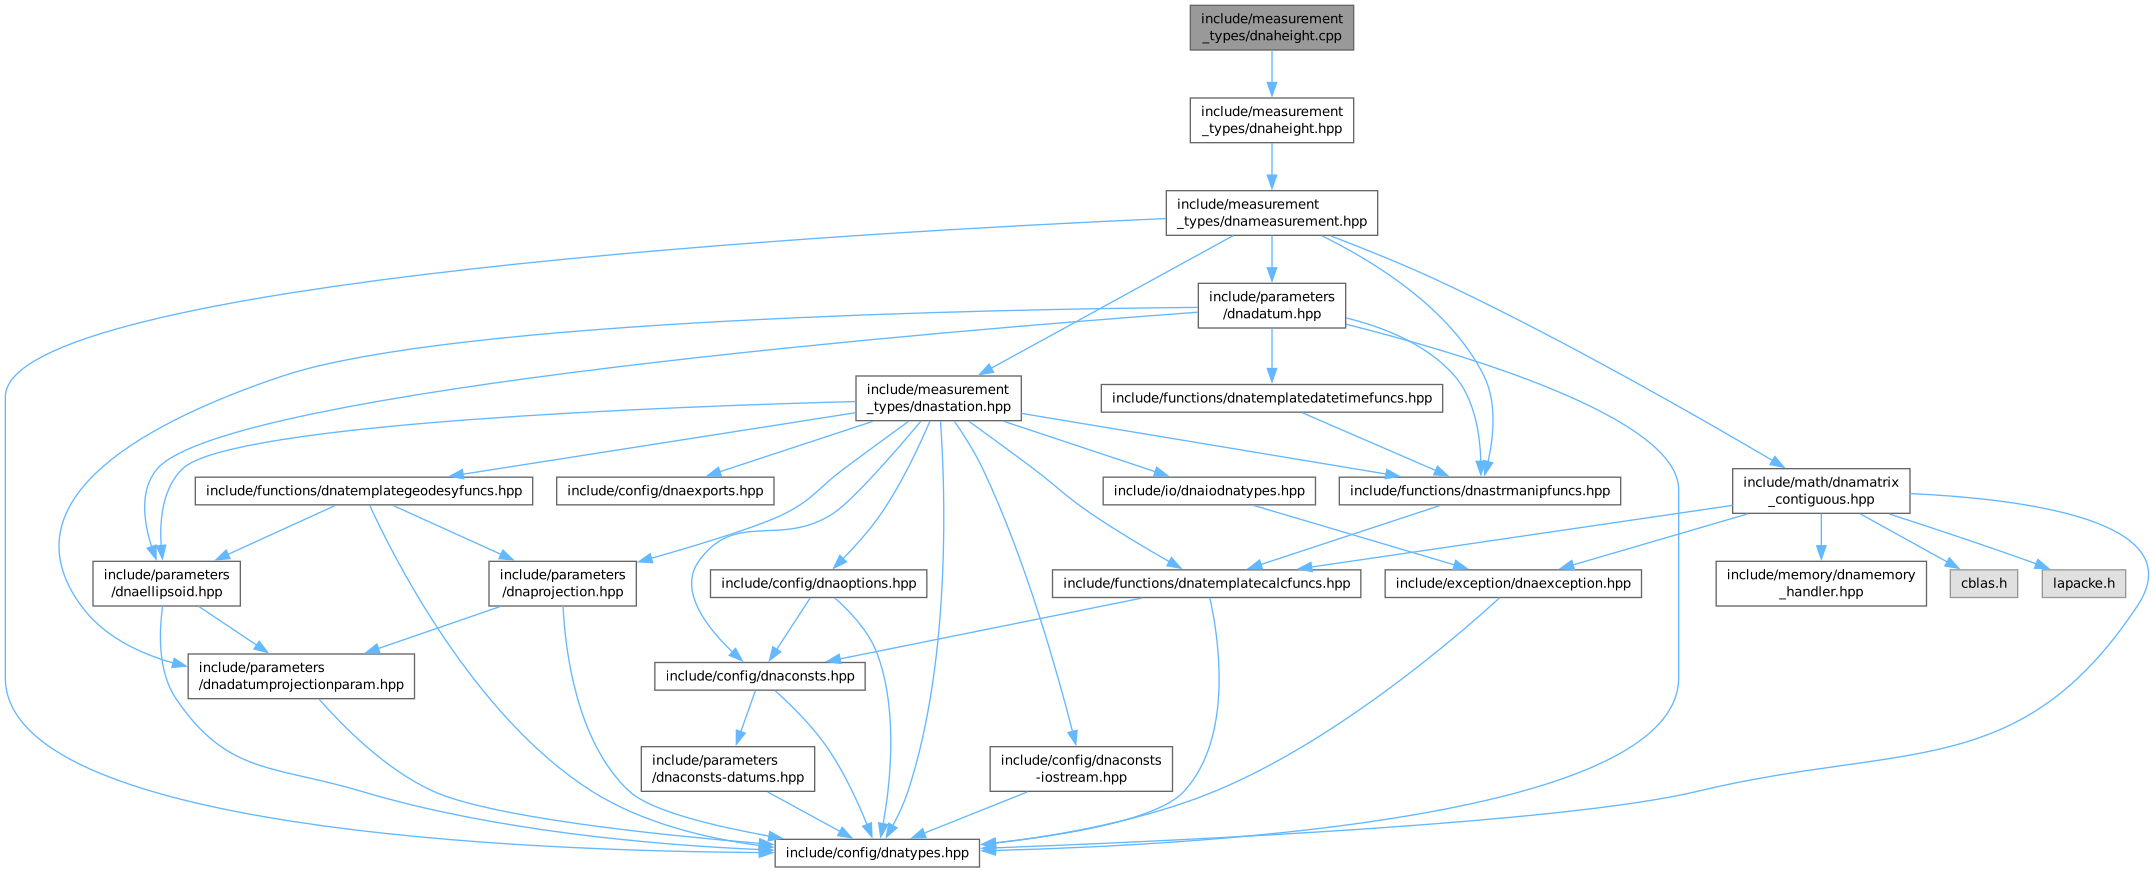 include/measurement
_types/dnaheight.cpp
include/measurement
_types/dnaheight.hpp
include/measurement
_types/dnameasurement.hpp
include/parameters
/dnadatum.hpp
include/measurement
_types/dnastation.hpp
include/functions/dnatemplatedatetimefuncs.hpp
include/functions/dnatemplategeodesyfuncs.hpp
include/config/dnaexports.hpp
include/io/dnaiodnatypes.hpp
include/functions/dnastrmanipfuncs.hpp
include/math/dnamatrix
_contiguous.hpp
include/parameters
/dnaellipsoid.hpp
include/parameters
/dnaprojection.hpp
include/config/dnaoptions.hpp
include/functions/dnatemplatecalcfuncs.hpp
include/exception/dnaexception.hpp
include/memory/dnamemory
_handler.hpp
cblas.h
lapacke.h
include/parameters
/dnadatumprojectionparam.hpp
include/config/dnaconsts.hpp
include/parameters
/dnaconsts-datums.hpp
include/config/dnaconsts
-iostream.hpp
include/config/dnatypes.hpp